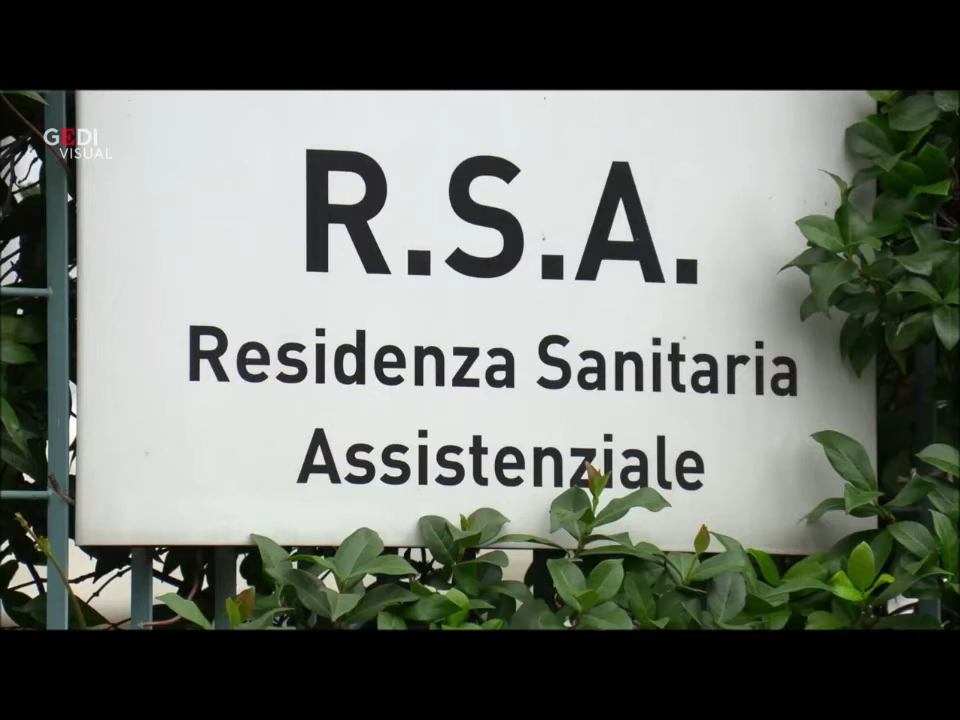 GEDI
VISUAL
R.S.A.
Residenza Sanitaria
Assistenziale